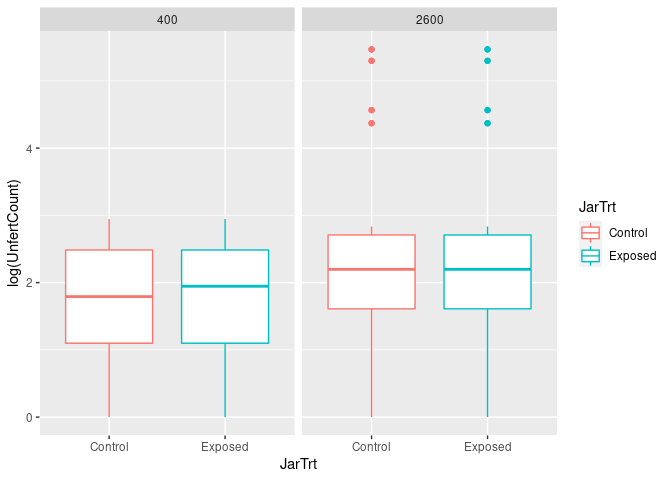 400 2600
log(UnfertCount)
4
2
0
Control Exposed Control Exposed
JarTrt
JarTrt
Control
Exposed